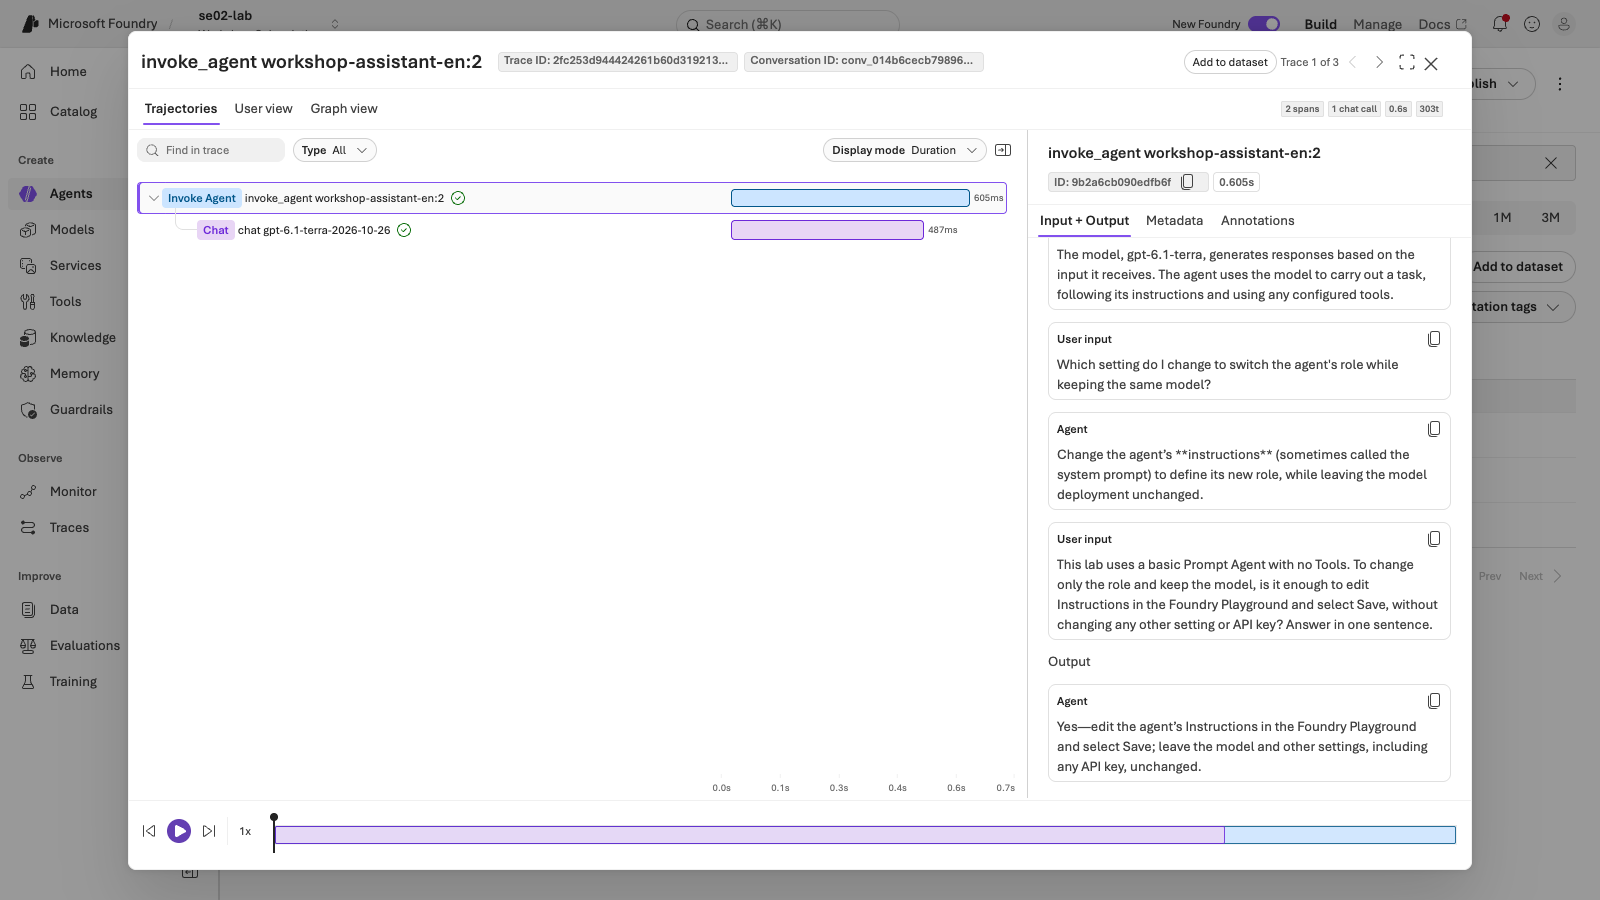 Microsoft Foundry
/
se02-lab
Search (⌘K)
New Foundry
Build
Manage
Docs
Home
Catalog
Create
Agents
Models
Services
Tools
Knowledge
Memory
Guardrails
Observe
Monitor
Traces
Improve
Data
Evaluations
Training
invoke_agent workshop-assistant-en:2
Trace ID: 2fc253d944424261b60d319213...
Conversation ID: conv_014b6cecb79896...
Add to dataset
Trace 1 of 3
Trajectories
User view
Graph view
2 spans
1 chat call
0.6s
303t
Find in trace
Type All
Display mode Duration
Invoke Agent invoke_agent workshop-assistant-en:2
605ms
Chat chat gpt-6.1-terra-2026-10-26
487ms
0.0s
0.1s
0.3s
0.4s
0.6s
0.7s
invoke_agent workshop-assistant-en:2
ID: 9b2a6cb090edfb6f
0.605s
Input + Output
Metadata
Annotations
The model, gpt-6.1-terra, generates responses based on the
input it receives. The agent uses the model to carry out a task,
following its instructions and using any configured tools.
User input
Which setting do I change to switch the agent's role while
keeping the same model?
Agent
Change the agent’s **instructions** (sometimes called the
system prompt) to define its new role, while leaving the model
deployment unchanged.
User input
This lab uses a basic Prompt Agent with no Tools. To change
only the role and keep the model, is it enough to edit
Instructions in the Foundry Playground and select Save, without
changing any other setting or API key? Answer in one sentence.
Output
Agent
Yes—edit the agent’s Instructions in the Foundry Playground
and select Save; leave the model and other settings, including
any API key, unchanged.
1x
lish
1M
3M
Add to dataset
tation tags
Prev
Next